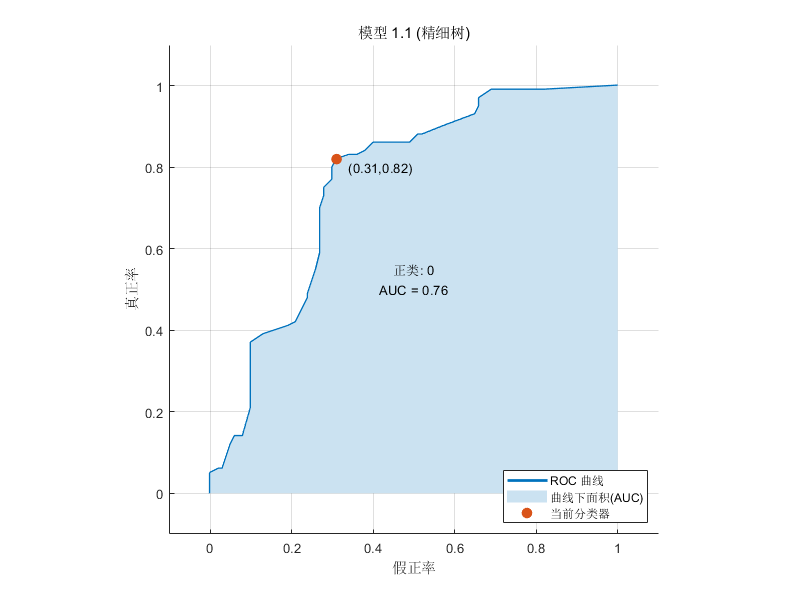 模型 1.1 (精细树)
1
0.8
0.6
0.4
0.2
0
真正率
(0.31,0.82)
正类: 0
AUC = 0.76
ROC 曲线
曲线下面积(AUC)
当前分类器
0
0.2
0.4
0.6
0.8
1
假正率